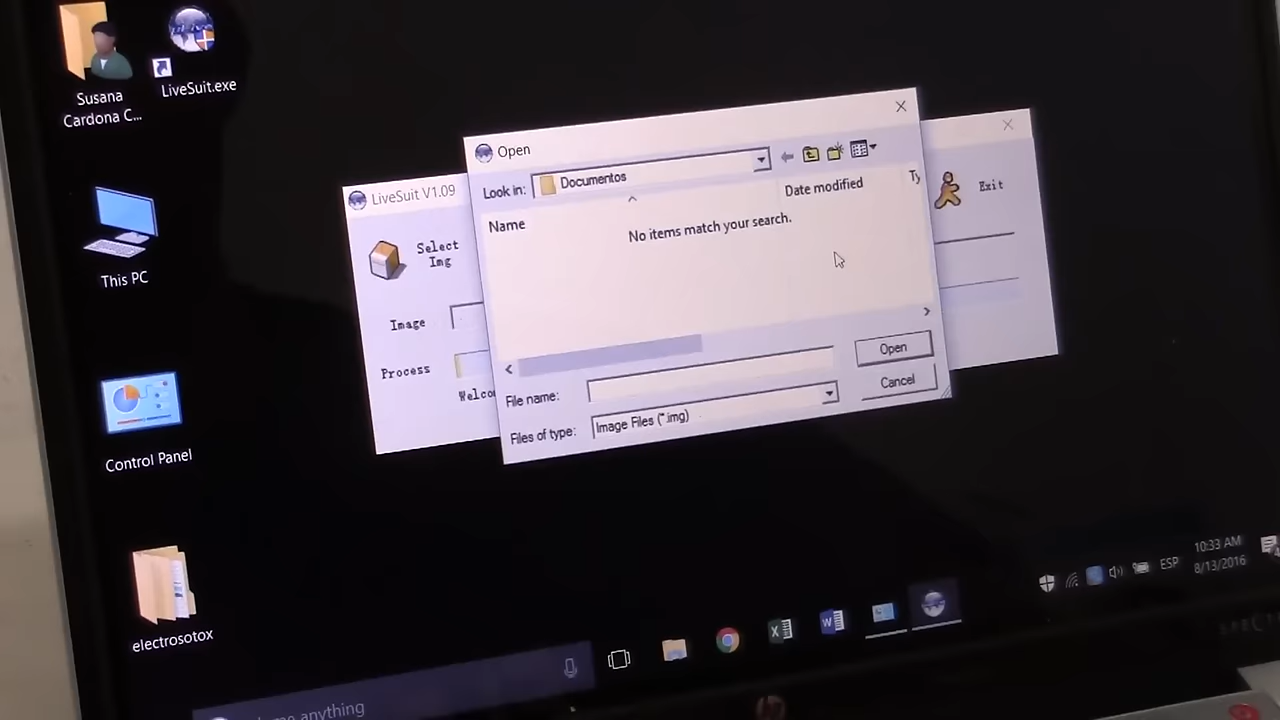 Susana
Cardona C...
LiveSuit.exe
This PC
Control Panel
electrosotox
LiveSuit V1.09
Select
Img
Image
Process
Exit
Open
Look in:
Documentos
Name
Date modified
No items match your search.
File name:
Open
Files of type:
Image Files (*.img)
Cancel
anything
ESP
10:33 AM
8/13/2016
hp